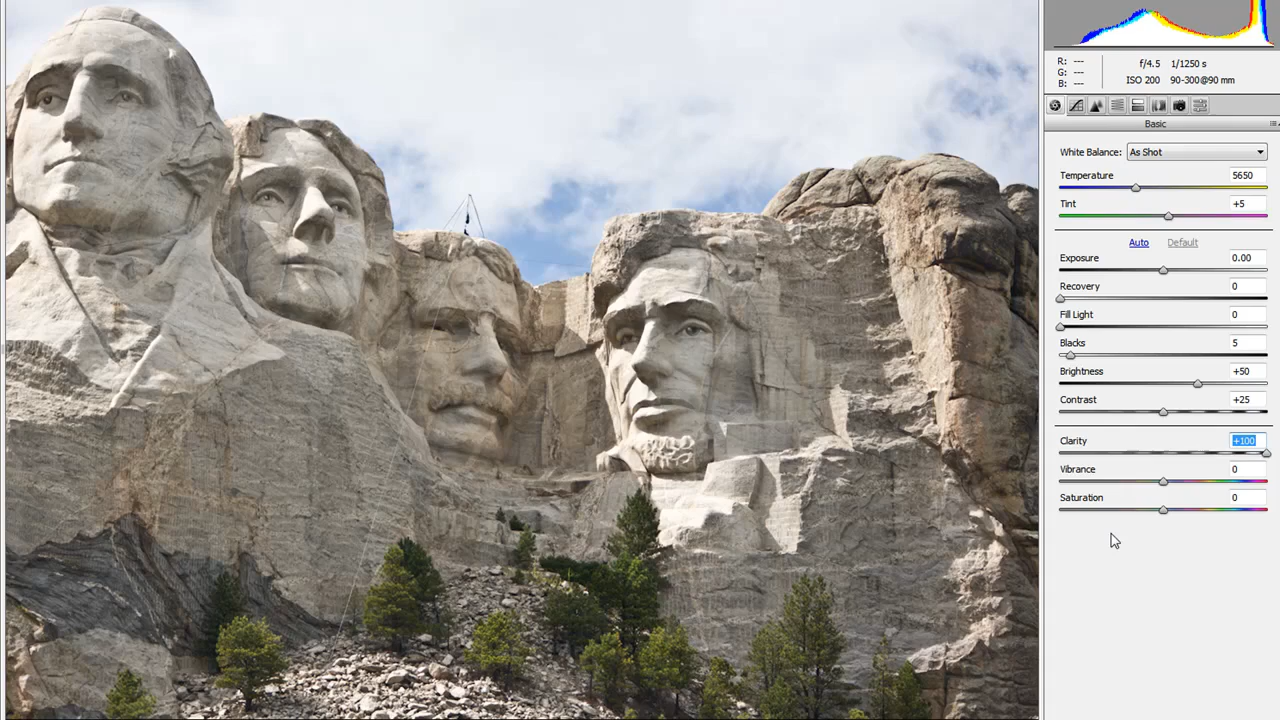 R: ---
G: ---
B: ---
f/4.5 1/1250 s
ISO 200 90-300@90 mm
Basic
White Balance: As Shot
Temperature 5650
Tint +5
Auto Default
Exposure 0.00
Recovery 0
Fill Light 0
Blacks 5
Brightness +50
Contrast +25
Clarity +100
Vibrance 0
Saturation 0